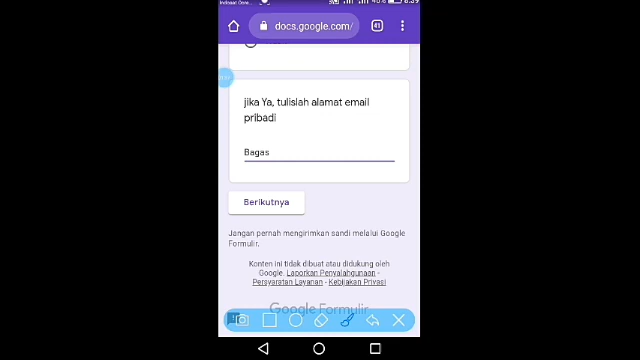 docs.google.com/
41
jika Ya, tulislah alamat email
pribadi
Bagas
Berikutnya
Jangan pernah mengirimkan sandi melalui Google
Formulir.
Konten ini tidak dibuat atau didukung oleh
Google. Laporkan Penyalahgunaan -
Persyaratan Layanan - Kebijakan Privasi
Google Formulir